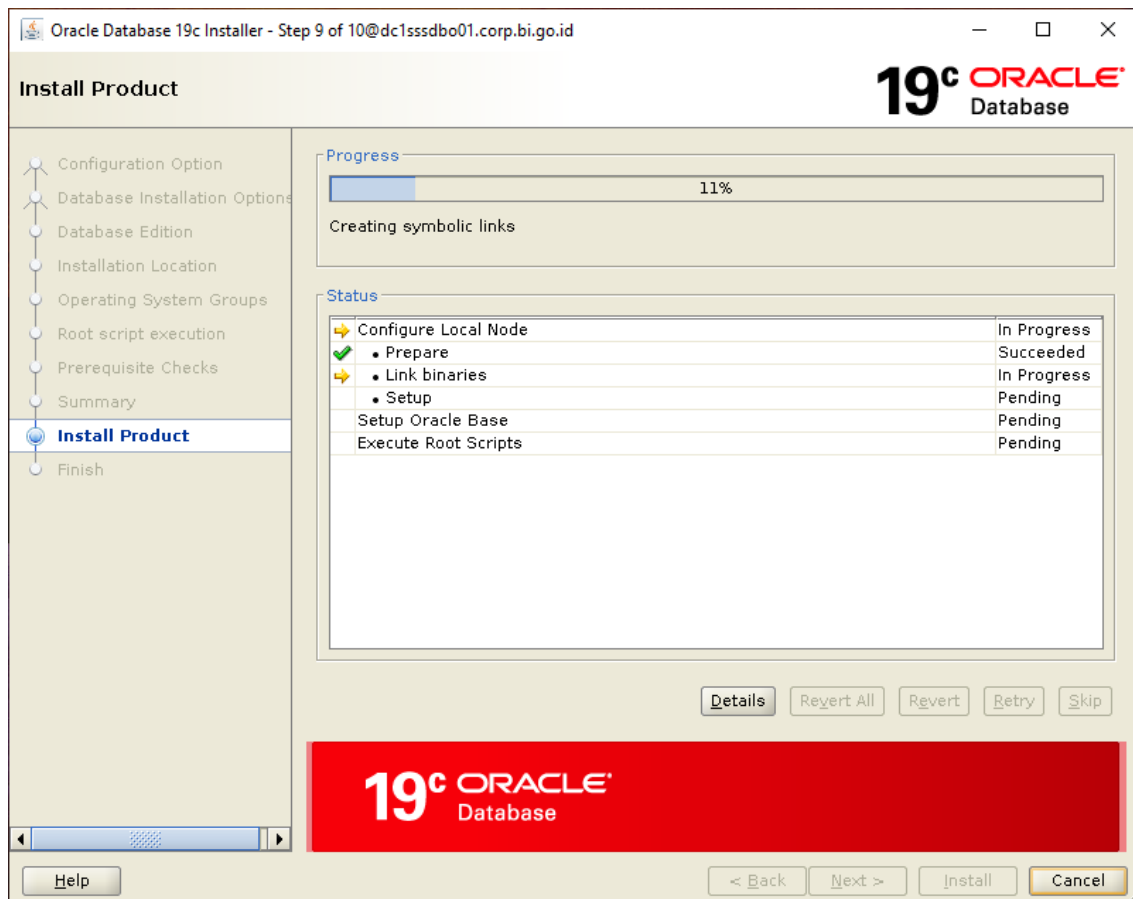 Oracle Database 19c Installer - Step 9 of 10@dc1sssdbo01.corp.bi.go.id
Install Product
19c ORACLE
Database
Configuration Option
Database Installation Options
Database Edition
Installation Location
Operating System Groups
Root script execution
Prerequisite Checks
Summary
Install Product
Finish
Progress
11%
Creating symbolic links
Status
Configure Local Node In Progress
• Prepare Succeeded
• Link binaries In Progress
• Setup Pending
Setup Oracle Base Pending
Execute Root Scripts Pending
Details Revert All Revert Retry Skip
19c ORACLE
Database
Help < Back Next > Install Cancel